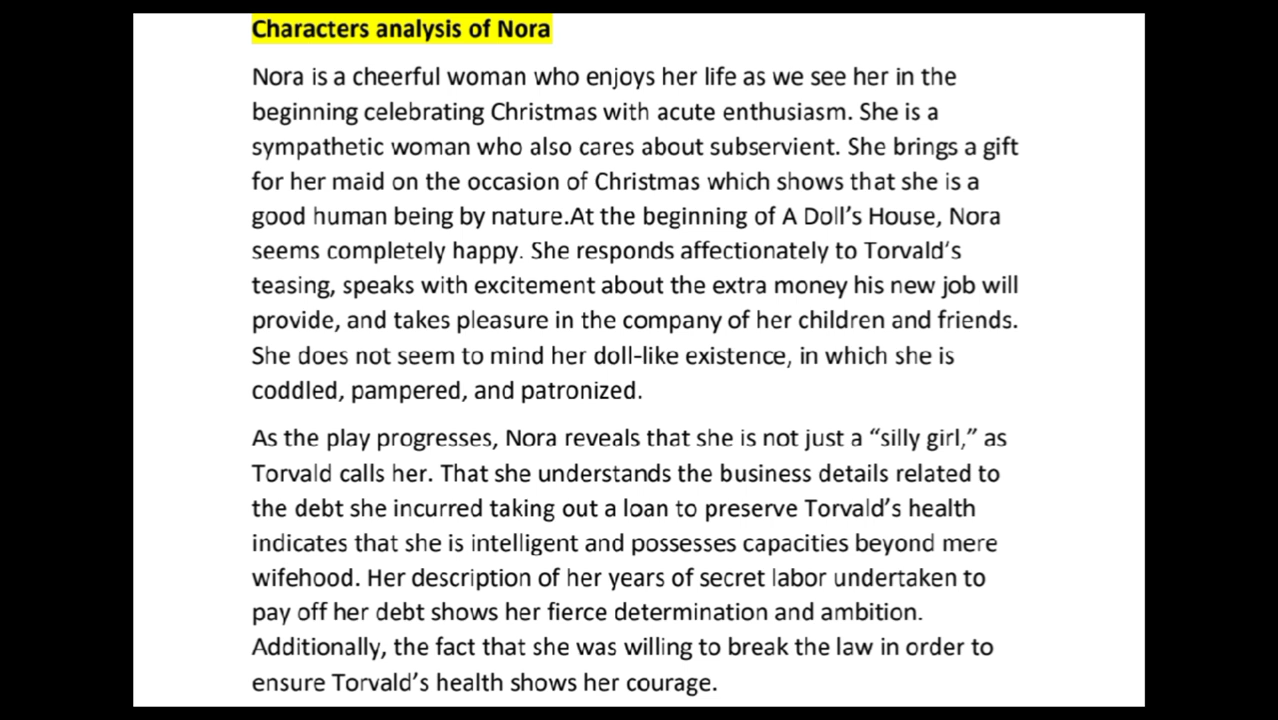 Characters analysis of Nora
Nora is a cheerful woman who enjoys her life as we see her in the
beginning celebrating Christmas with acute enthusiasm. She is a
sympathetic woman who also cares about subservient. She brings a gift
for her maid on the occasion of Christmas which shows that she is a
good human being by nature.At the beginning of A Doll’s House, Nora
seems completely happy. She responds affectionately to Torvald’s
teasing, speaks with excitement about the extra money his new job will
provide, and takes pleasure in the company of her children and friends.
She does not seem to mind her doll-like existence, in which she is
coddled, pampered, and patronized.
As the play progresses, Nora reveals that she is not just a “silly girl,” as
Torvald calls her. That she understands the business details related to
the debt she incurred taking out a loan to preserve Torvald’s health
indicates that she is intelligent and possesses capacities beyond mere
wifehood. Her description of her years of secret labor undertaken to
pay off her debt shows her fierce determination and ambition.
Additionally, the fact that she was willing to break the law in order to
ensure Torvald’s health shows her courage.